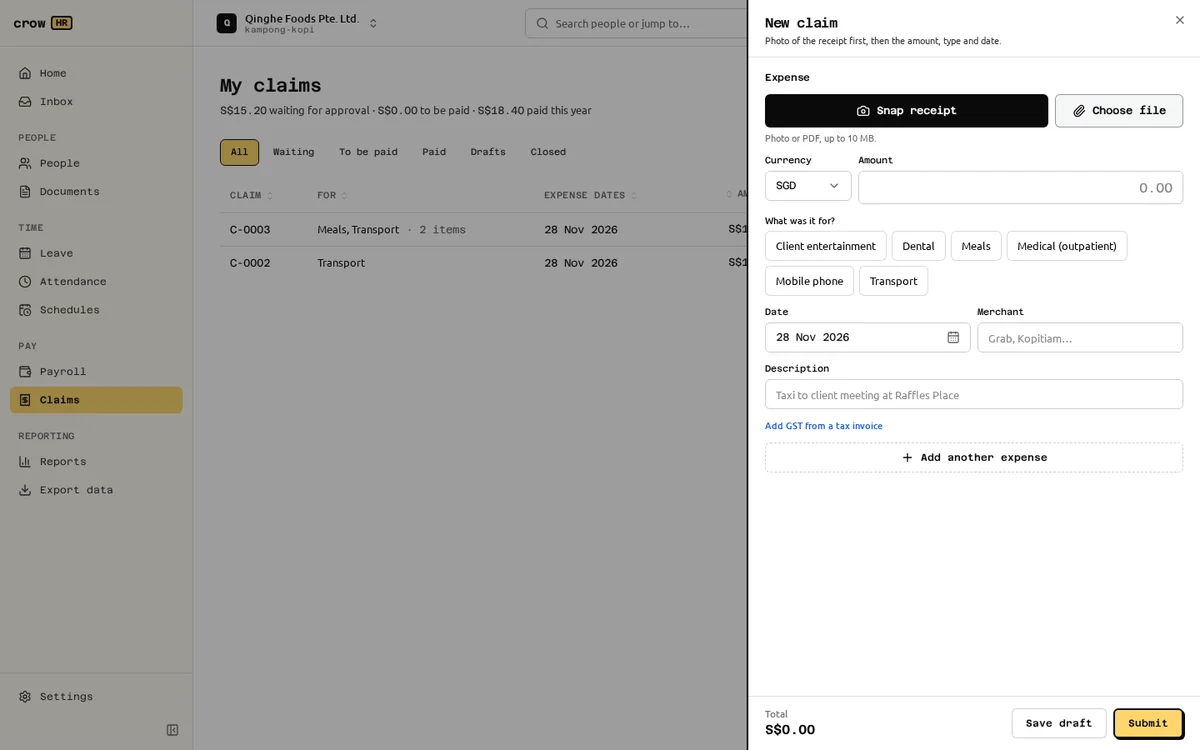 crow HR
Home
Inbox
PEOPLE
People
Documents
TIME
Leave
Attendance
Schedules
PAY
Payroll
Claims
REPORTING
Reports
Export data
Settings
Q
Qinghe Foods Pte. Ltd.
kampong-kopi
Search people or jump to…
My claims
S$15.20 waiting for approval · S$0.00 to be paid · S$18.40 paid this year
All Waiting To be paid Paid Drafts Closed
CLAIM FOR EXPENSE DATES
C-0003 Meals, Transport · 2 items 28 Nov 2026
C-0002 Transport 28 Nov 2026
New claim
Photo of the receipt first, then the amount, type and date.
Expense
Snap receipt Choose file
Photo or PDF, up to 10 MB.
Currency Amount
SGD 0.00
What was it for?
Client entertainment Dental Meals Medical (outpatient)
Mobile phone Transport
Date Merchant
28 Nov 2026 Grab, Kopitiam…
Description
Taxi to client meeting at Raffles Place
Add GST from a tax invoice
Add another expense
Total
S$0.00
Save draft Submit